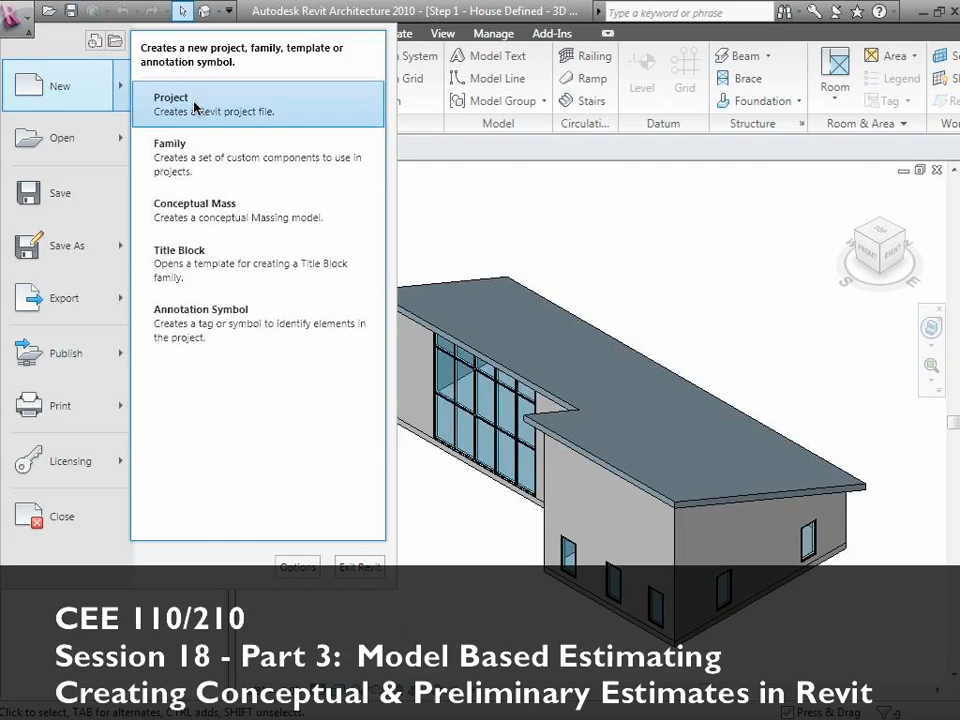 Autodesk Revit Architecture 2010 - [Step 1 - House Defined - 3D ...
Type a keyword or phrase
View Manage Add-Ins
Creates a new project, family, template or
annotation symbol.
New
Project
Creates a Revit project file.
Open
Family
Creates a set of custom components to use in
projects.
Save
Conceptual Mass
Creates a conceptual Massing model.
Save As
Title Block
Opens a template for creating a Title Block
family.
Export
Annotation Symbol
Creates a tag or symbol to identify elements in
the project.
Publish
Print
Licensing
Close
Options Exit Revit
System
Grid
Model Text
Model Line
Model Group
Model
Railing
Ramp
Stairs
Circulati...
Level Grid
Datum
Beam
Brace
Foundation
Structure
Room
Area
Legend
Tag
Room & Area
TOP
FRONT
RIGHT
W
S
E
CEE 110/210
Session 18 - Part 3: Model Based Estimating
Creating Conceptual & Preliminary Estimates in Revit
Click to select, TAB for alternates, CTRL adds, SHIFT unselects.
Press & Drag
:0